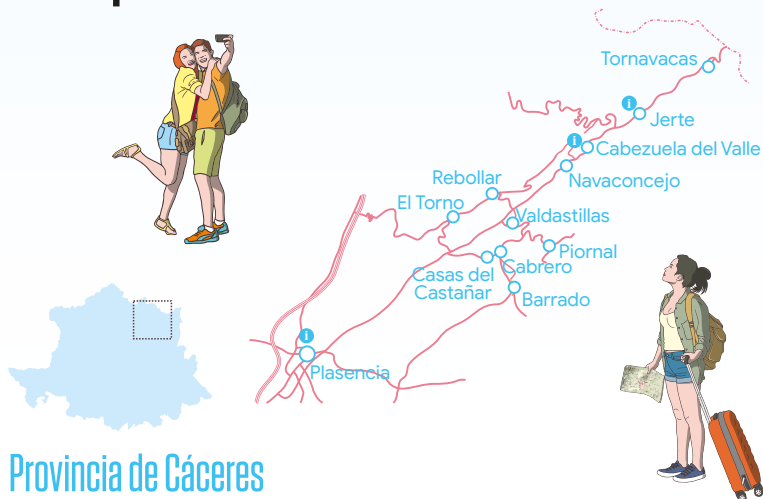 Tornavacas
i
Jerte
i
Cabezuela del Valle
Navaconcejo
Rebollar
El Torno
Valdastillas
Piornal
Cabrero
Casas del
Castañar
Barrado
i
Plasencia
Provincia de Cáceres